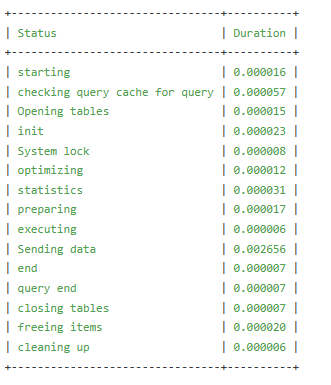 +--------------------------------+----------+
| Status                         | Duration |
+--------------------------------+----------+
| starting                       | 0.000016 |
| checking query cache for query | 0.000057 |
| Opening tables                 | 0.000015 |
| init                           | 0.000023 |
| System lock                    | 0.000008 |
| optimizing                     | 0.000012 |
| statistics                     | 0.000031 |
| preparing                      | 0.000017 |
| executing                      | 0.000006 |
| Sending data                   | 0.002656 |
| end                            | 0.000007 |
| query end                      | 0.000007 |
| closing tables                 | 0.000007 |
| freeing items                  | 0.000020 |
| cleaning up                    | 0.000006 |
+--------------------------------+----------+